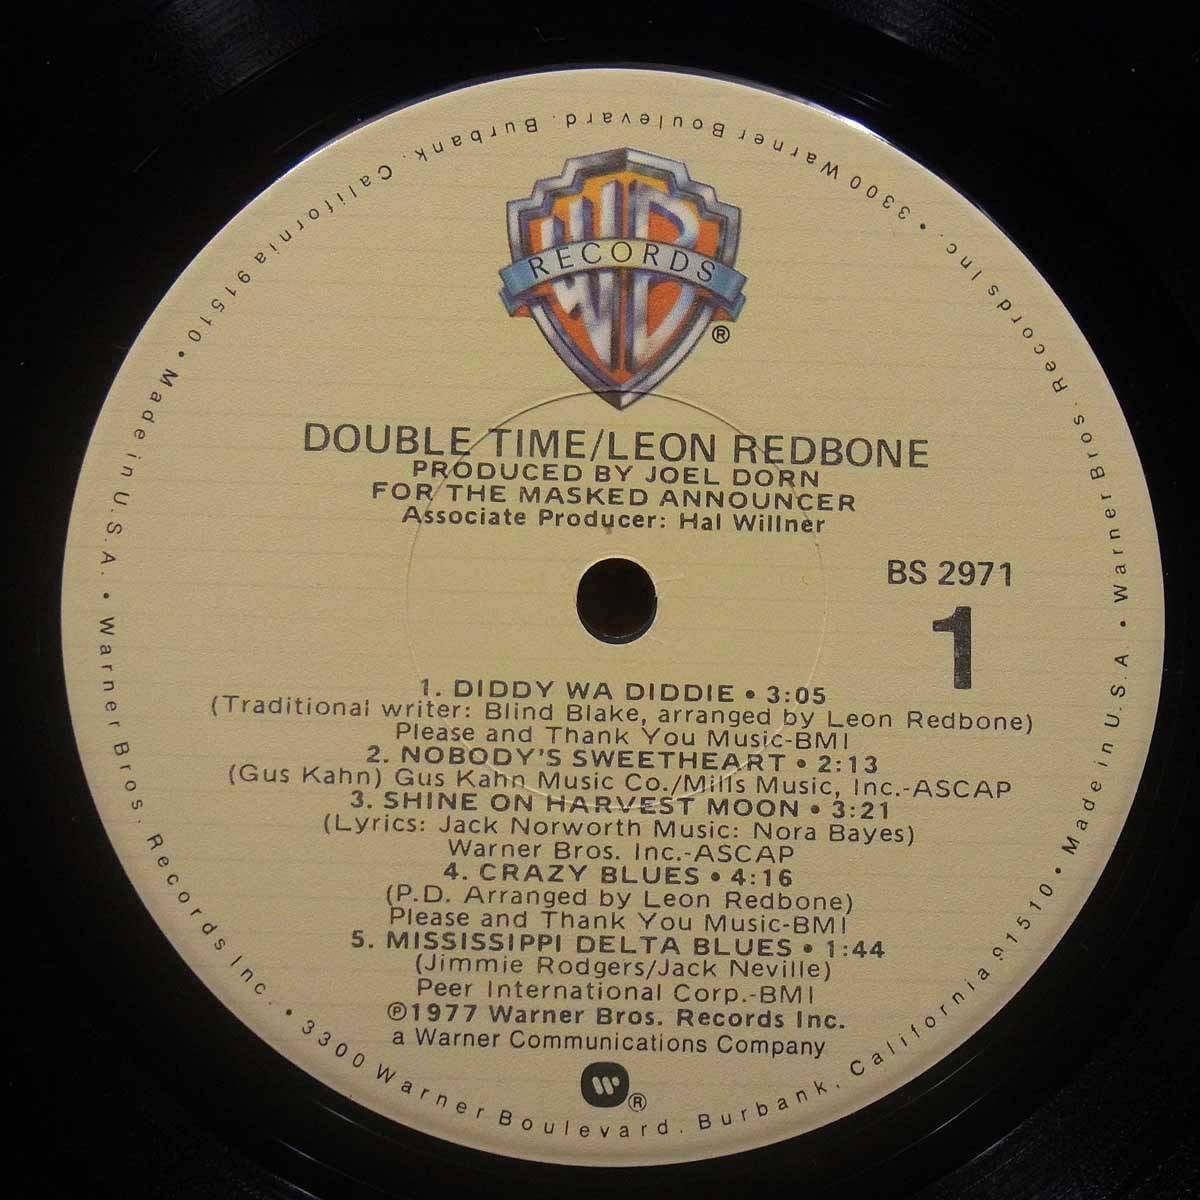 3300 Warner Boulevard. Burbank, California 91510 • Made in U.S.A. • Warner Bros. Records Inc. • 3300 Warner Boulevard. Burbank, California 91510 • Made in U.S.A. • Warner Bros. Records Inc. •
WB
RECORDS
®
DOUBLE TIME/LEON REDBONE
PRODUCED BY JOEL DORN
FOR THE MASKED ANNOUNCER
Associate Producer: Hal Willner
BS 2971
1
1. DIDDY WA DIDDIE • 3:05
(Traditional writer: Blind Blake, arranged by Leon Redbone)
Please and Thank You Music-BMI
2. NOBODY'S SWEETHEART • 2:13
(Gus Kahn) Gus Kahn Music Co./Mills Music, Inc.-ASCAP
3. SHINE ON HARVEST MOON • 3:21
(Lyrics: Jack Norworth Music: Nora Bayes)
Warner Bros. Inc.-ASCAP
4. CRAZY BLUES • 4:16
(P.D. Arranged by Leon Redbone)
Please and Thank You Music-BMI
5. MISSISSIPPI DELTA BLUES • 1:44
(Jimmie Rodgers/Jack Neville)
Peer International Corp.-BMI
℗1977 Warner Bros. Records Inc.
a Warner Communications Company
®